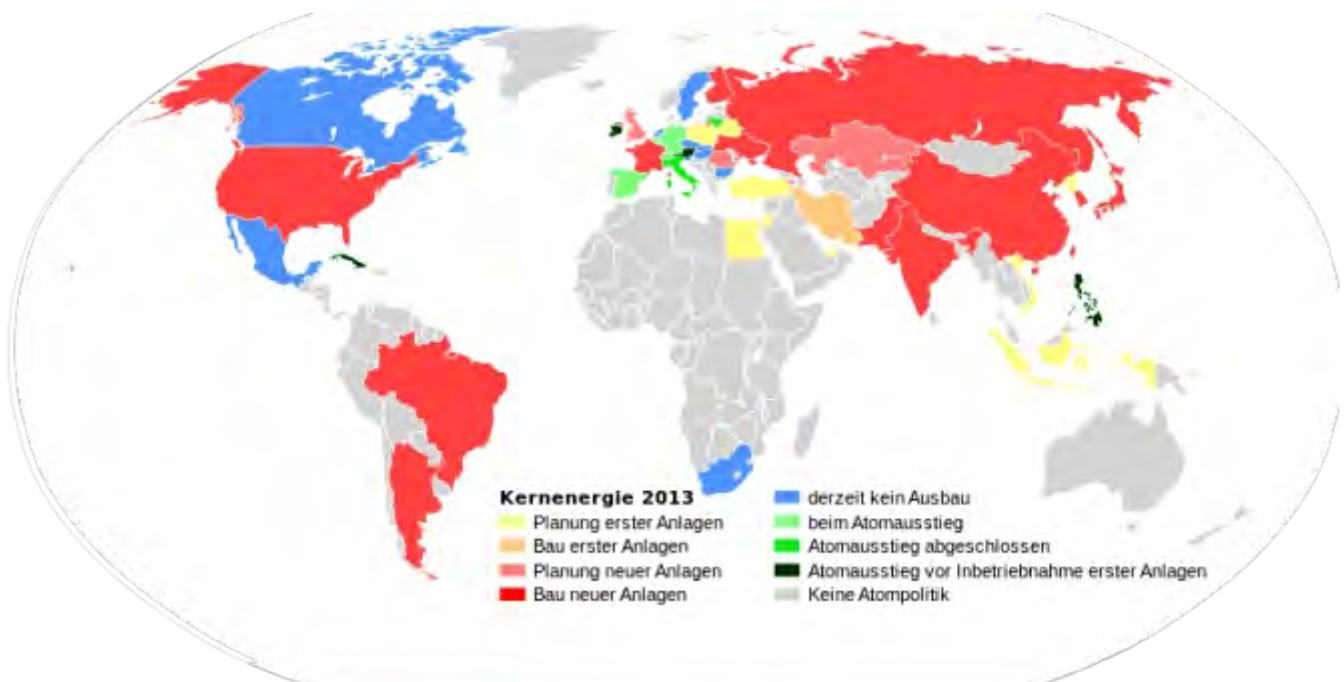 Kernenergie 2013
Planung erster Anlagen
Bau erster Anlagen
Planung neuer Anlagen
Bau neuer Anlagen
derzeit kein Ausbau
beim Atomausstieg
Atomausstieg abgeschlossen
Atomausstieg vor Inbetriebnahme erster Anlagen
Keine Atompolitik